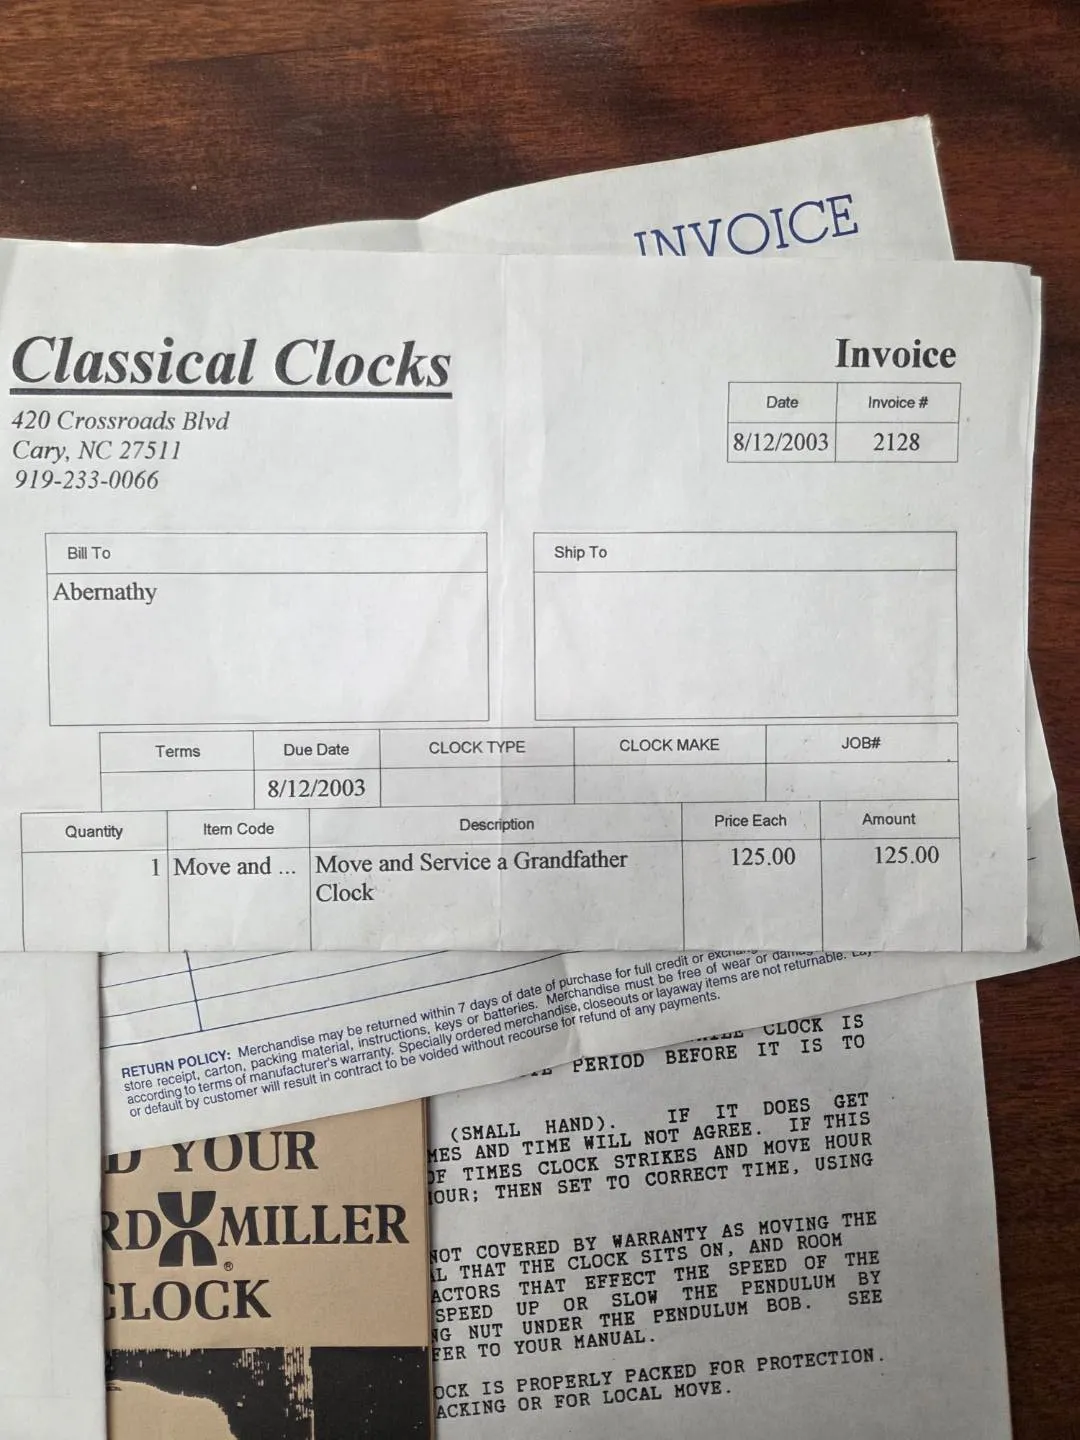 INVOICE
Classical Clocks
420 Crossroads Blvd
Cary, NC 27511
919-233-0066
Invoice
Date Invoice #
8/12/2003 2128
Bill To
Abernathy
Ship To
Terms Due Date CLOCK TYPE CLOCK MAKE JOB#
8/12/2003
Quantity Item Code Description Price Each Amount
1 Move and ... Move and Service a Grandfather 125.00 125.00
Clock
RETURN POLICY: Merchandise may be returned within 7 days of date of purchase for full credit or
store receipt, carton, packing material, instructions, keys or batteries. Merchandise must be free of wear or
according to terms of manufacturer's warranty. Specially ordered merchandise, closeouts or layaway items are not returnable.
or default by customer will result in contract to be voided without recourse for refund of any payments.
CLOCK IS
PERIOD BEFORE IT IS TO
(SMALL HAND). IF IT DOES GET
MES AND TIME WILL NOT AGREE. IF THIS
OF TIMES CLOCK STRIKES AND MOVE HOUR
OUR; THEN SET TO CORRECT TIME, USING
NOT COVERED BY WARRANTY AS MOVING THE
L THAT THE CLOCK SITS ON, AND ROOM
ACTORS THAT EFFECT THE SPEED OF THE
SPEED UP OR SLOW THE PENDULUM BY
NG NUT UNDER THE PENDULUM BOB. SEE
FER TO YOUR MANUAL.
OCK IS PROPERLY PACKED FOR PROTECTION.
ACKING OR FOR LOCAL MOVE.
D YOUR
RD MILLER
®
CLOCK